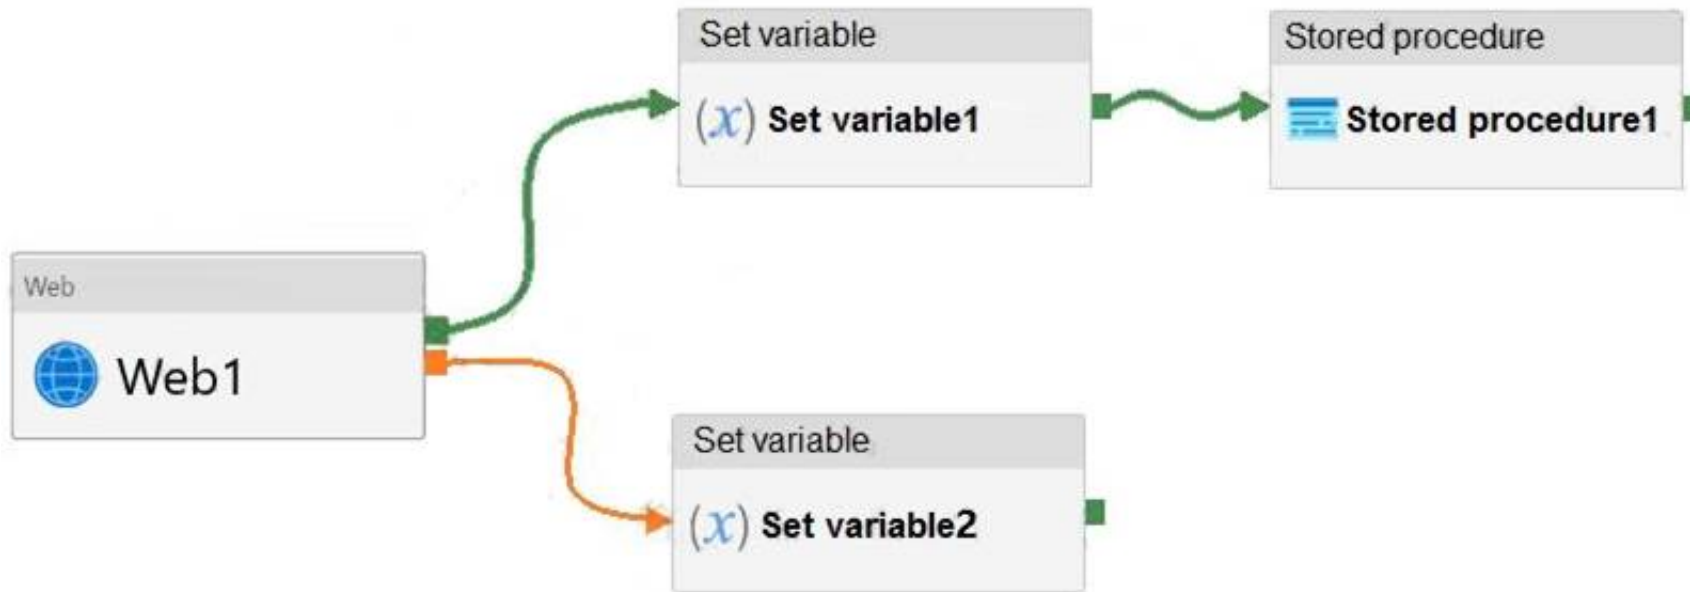 Set variable
(x) Set variable1
Stored procedure
Stored procedure1
Web
Web1
Set variable
(x) Set variable2